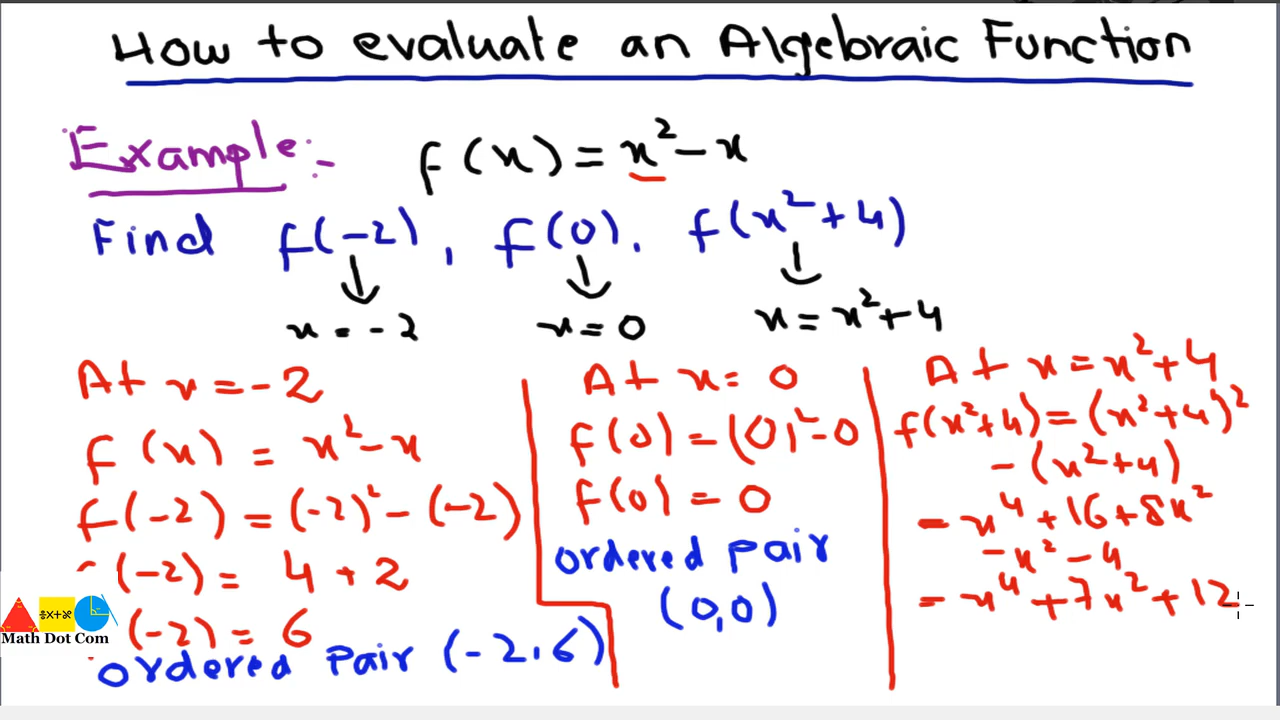 How to evaluate an Algebraic Function
Example:-
f(x) = x² - x
Find f(-2), f(0), f(x²+4)
x = -2
x = 0
x = x²+4
At x = -2
f(x) = x² - x
f(-2) = (-2)² - (-2)
(-2) = 4 + 2
(-2) = 6
ordered pair (-2,6)
At x = 0
f(0) = (0)² - 0
f(0) = 0
ordered pair
(0,0)
At x = x²+4
f(x²+4) = (x²+4)²
- (x²+4)
= x⁴ + 16 + 8x²
- x² - 4
= x⁴ + 7x² + 12
Math Dot Com